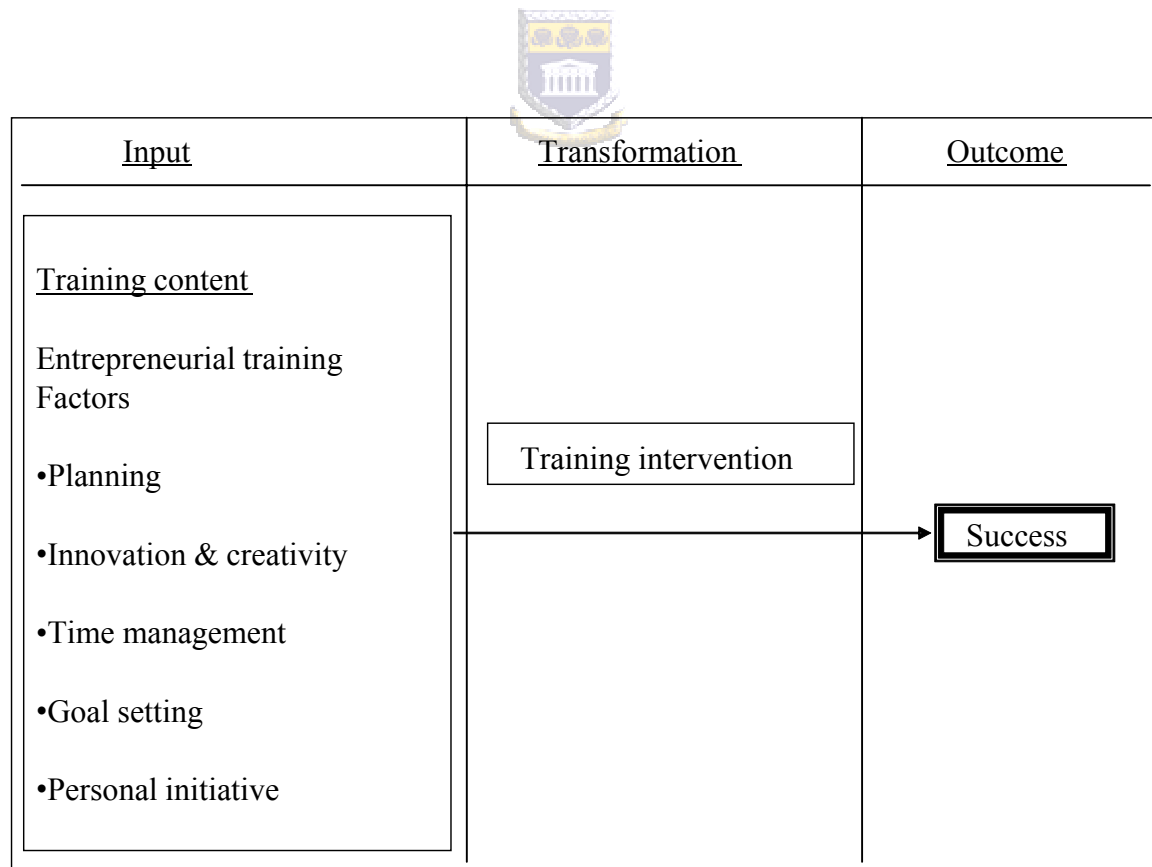 Input
Transformation
Outcome
Training content
Entrepreneurial training
Factors
•Planning
•Innovation & creativity
•Time management
•Goal setting
•Personal initiative
Training intervention
Success